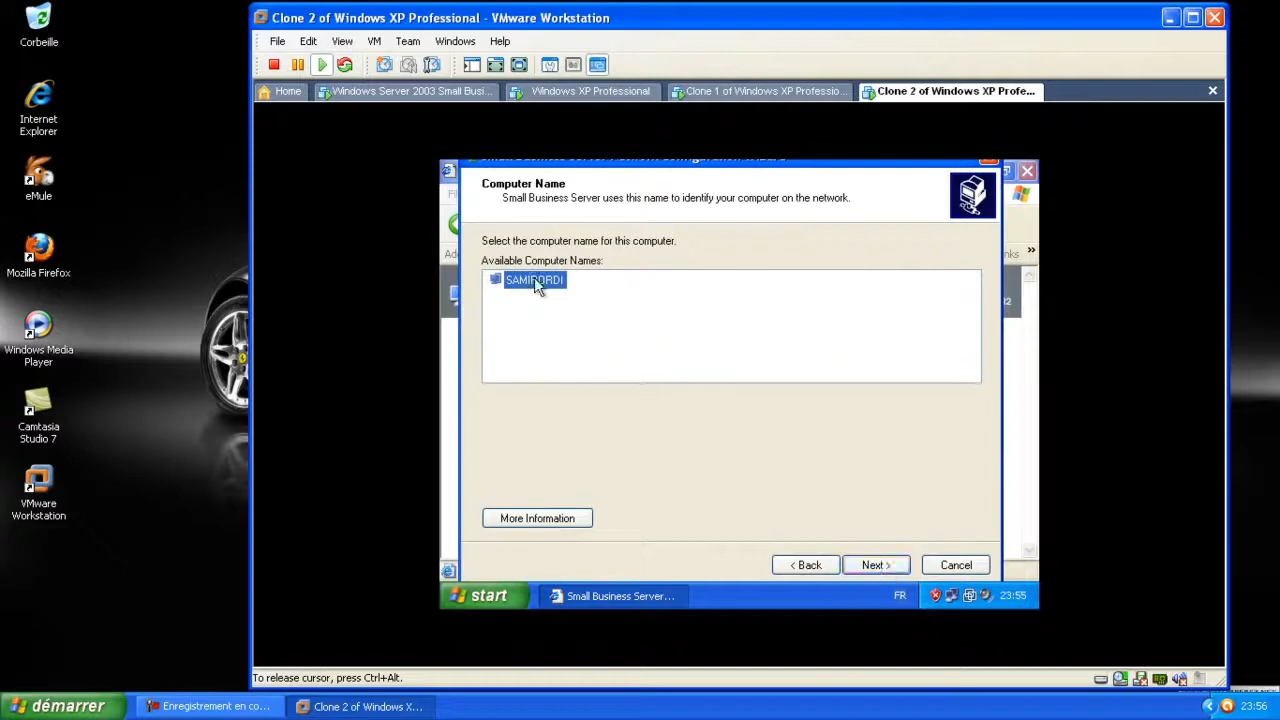 Corbeille
Internet
Explorer
eMule
Mozilla Firefox
Windows Media
Player
Camtasia
Studio 7
VMware
Workstation
Clone 2 of Windows XP Professional - VMware Workstation
File Edit View VM Team Windows Help
Home Windows Server 2003 Small Busi... Windows XP Professional Clone 1 of Windows XP Professio... Clone 2 of Windows XP Profe...
Computer Name
Small Business Server uses this name to identify your computer on the network.
Select the computer name for this computer.
Available Computer Names:
More Information
< Back Next > Cancel
start Small Business Server... FR 23:55
To release cursor, press Ctrl+Alt.
démarrer Enregistrement en co... Clone 2 of Windows X... 23:56